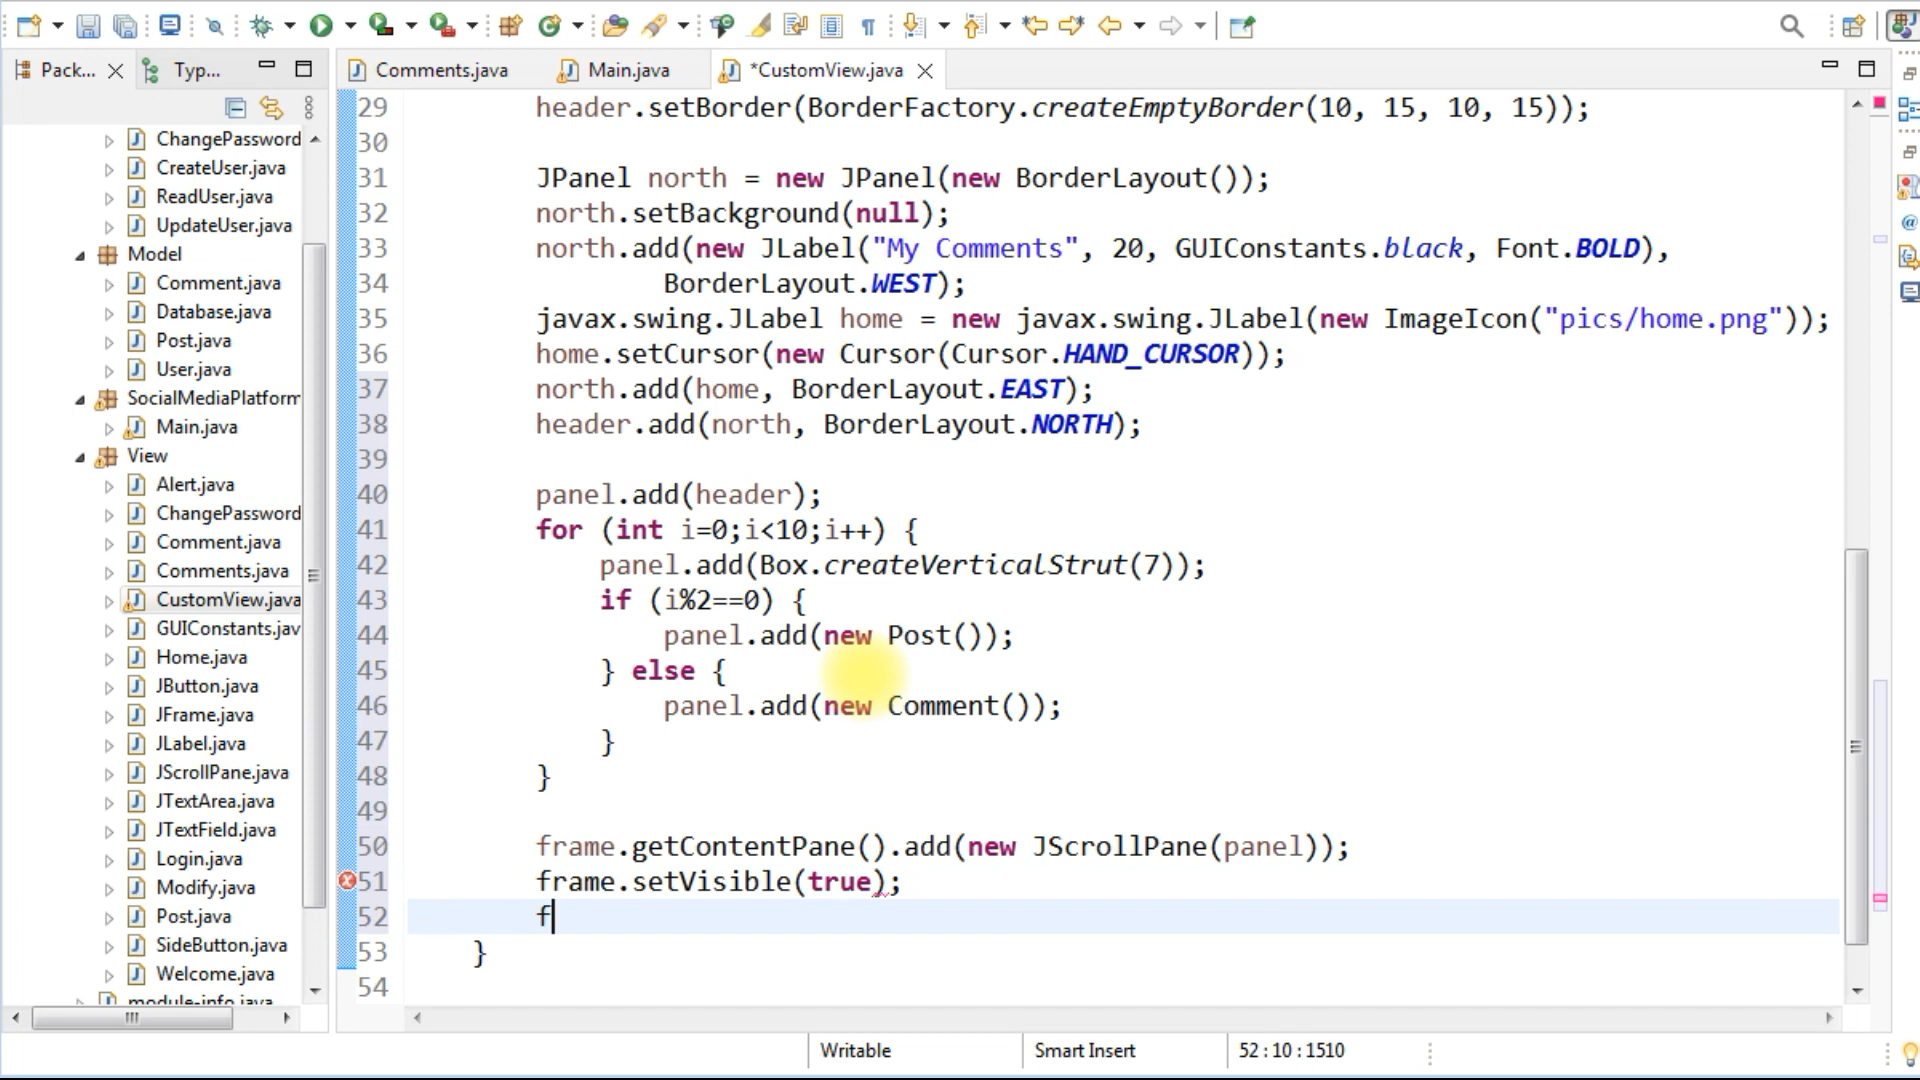 Pack...
Typ...
Comments.java
Main.java
*CustomView.java
ChangePassword
CreateUser.java
ReadUser.java
UpdateUser.java
Model
Comment.java
Database.java
Post.java
User.java
SocialMediaPlatform
Main.java
View
Alert.java
ChangePassword
Comment.java
Comments.java
CustomView.java
GUIConstants.jav
Home.java
JButton.java
JFrame.java
JLabel.java
JScrollPane.java
JTextArea.java
JTextField.java
Login.java
Modify.java
Post.java
SideButton.java
Welcome.java
module-info.java
29 header.setBorder(BorderFactory.createEmptyBorder(10, 15, 10, 15));
30
31 JPanel north = new JPanel(new BorderLayout());
32 north.setBackground(null);
33 north.add(new JLabel("My Comments", 20, GUIConstants.black, Font.BOLD),
34 BorderLayout.WEST);
35 javax.swing.JLabel home = new javax.swing.JLabel(new ImageIcon("pics/home.png"));
36 home.setCursor(new Cursor(Cursor.HAND_CURSOR));
37 north.add(home, BorderLayout.EAST);
38 header.add(north, BorderLayout.NORTH);
39
40 panel.add(header);
41 for (int i=0;i<10;i++) {
42 panel.add(Box.createVerticalStrut(7));
43 if (i%2==0) {
44 panel.add(new Post());
45 } else {
46 panel.add(new Comment());
47 }
48 }
49
50 frame.getContentPane().add(new JScrollPane(panel));
51 frame.setVisible(true);
52 f
53 }
54
Writable
Smart Insert
52 : 10 : 1510